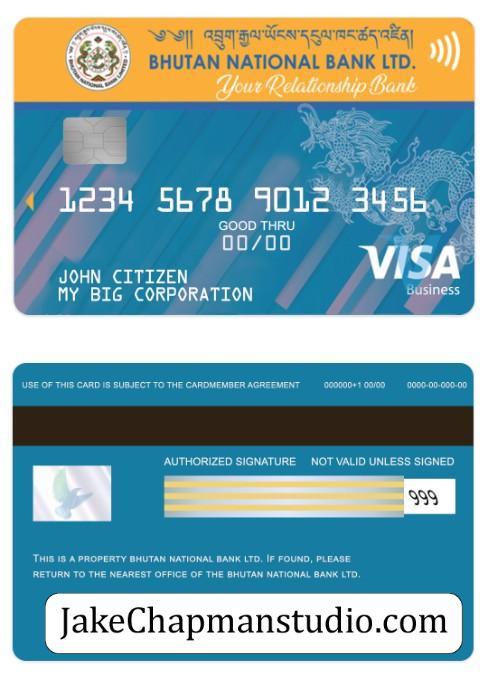 ༄༅།། འབྲུག་རྒྱལ་ཡོངས་དངུལ་ཁང་ཚད་འཛིན།
BHUTAN NATIONAL BANK LTD.
Your Relationship Bank
1234 5678 9012 3456
GOOD THRU
00/00
VISA
Business
JOHN CITIZEN
MY BIG CORPORATION
USE OF THIS CARD IS SUBJECT TO THE CARDMEMBER AGREEMENT 000000+1 00/00 0000-00-000-00
AUTHORIZED SIGNATURE NOT VALID UNLESS SIGNED
999
THIS IS A PROPERTY BHUTAN NATIONAL BANK LTD. IF FOUND, PLEASE
RETURN TO THE NEAREST OFFICE OF THE BHUTAN NATIONAL BANK LTD.
JakeChapmanstudio.com